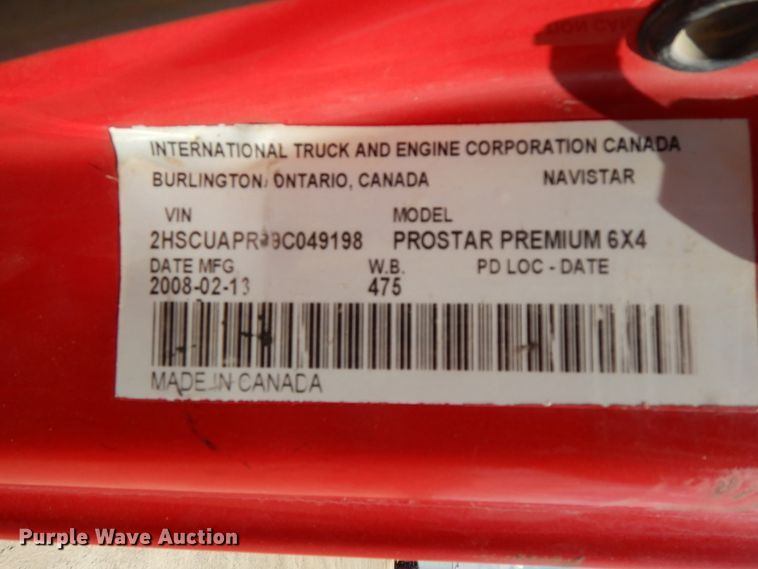 INTERNATIONAL TRUCK AND ENGINE CORPORATION CANADA
BURLINGTON, ONTARIO, CANADA NAVISTAR
VIN MODEL
PROSTAR PREMIUM 6X4
DATE MFG W.B. PD LOC - DATE
2008-02-13 475
MADE IN CANADA
Purple Wave Auction